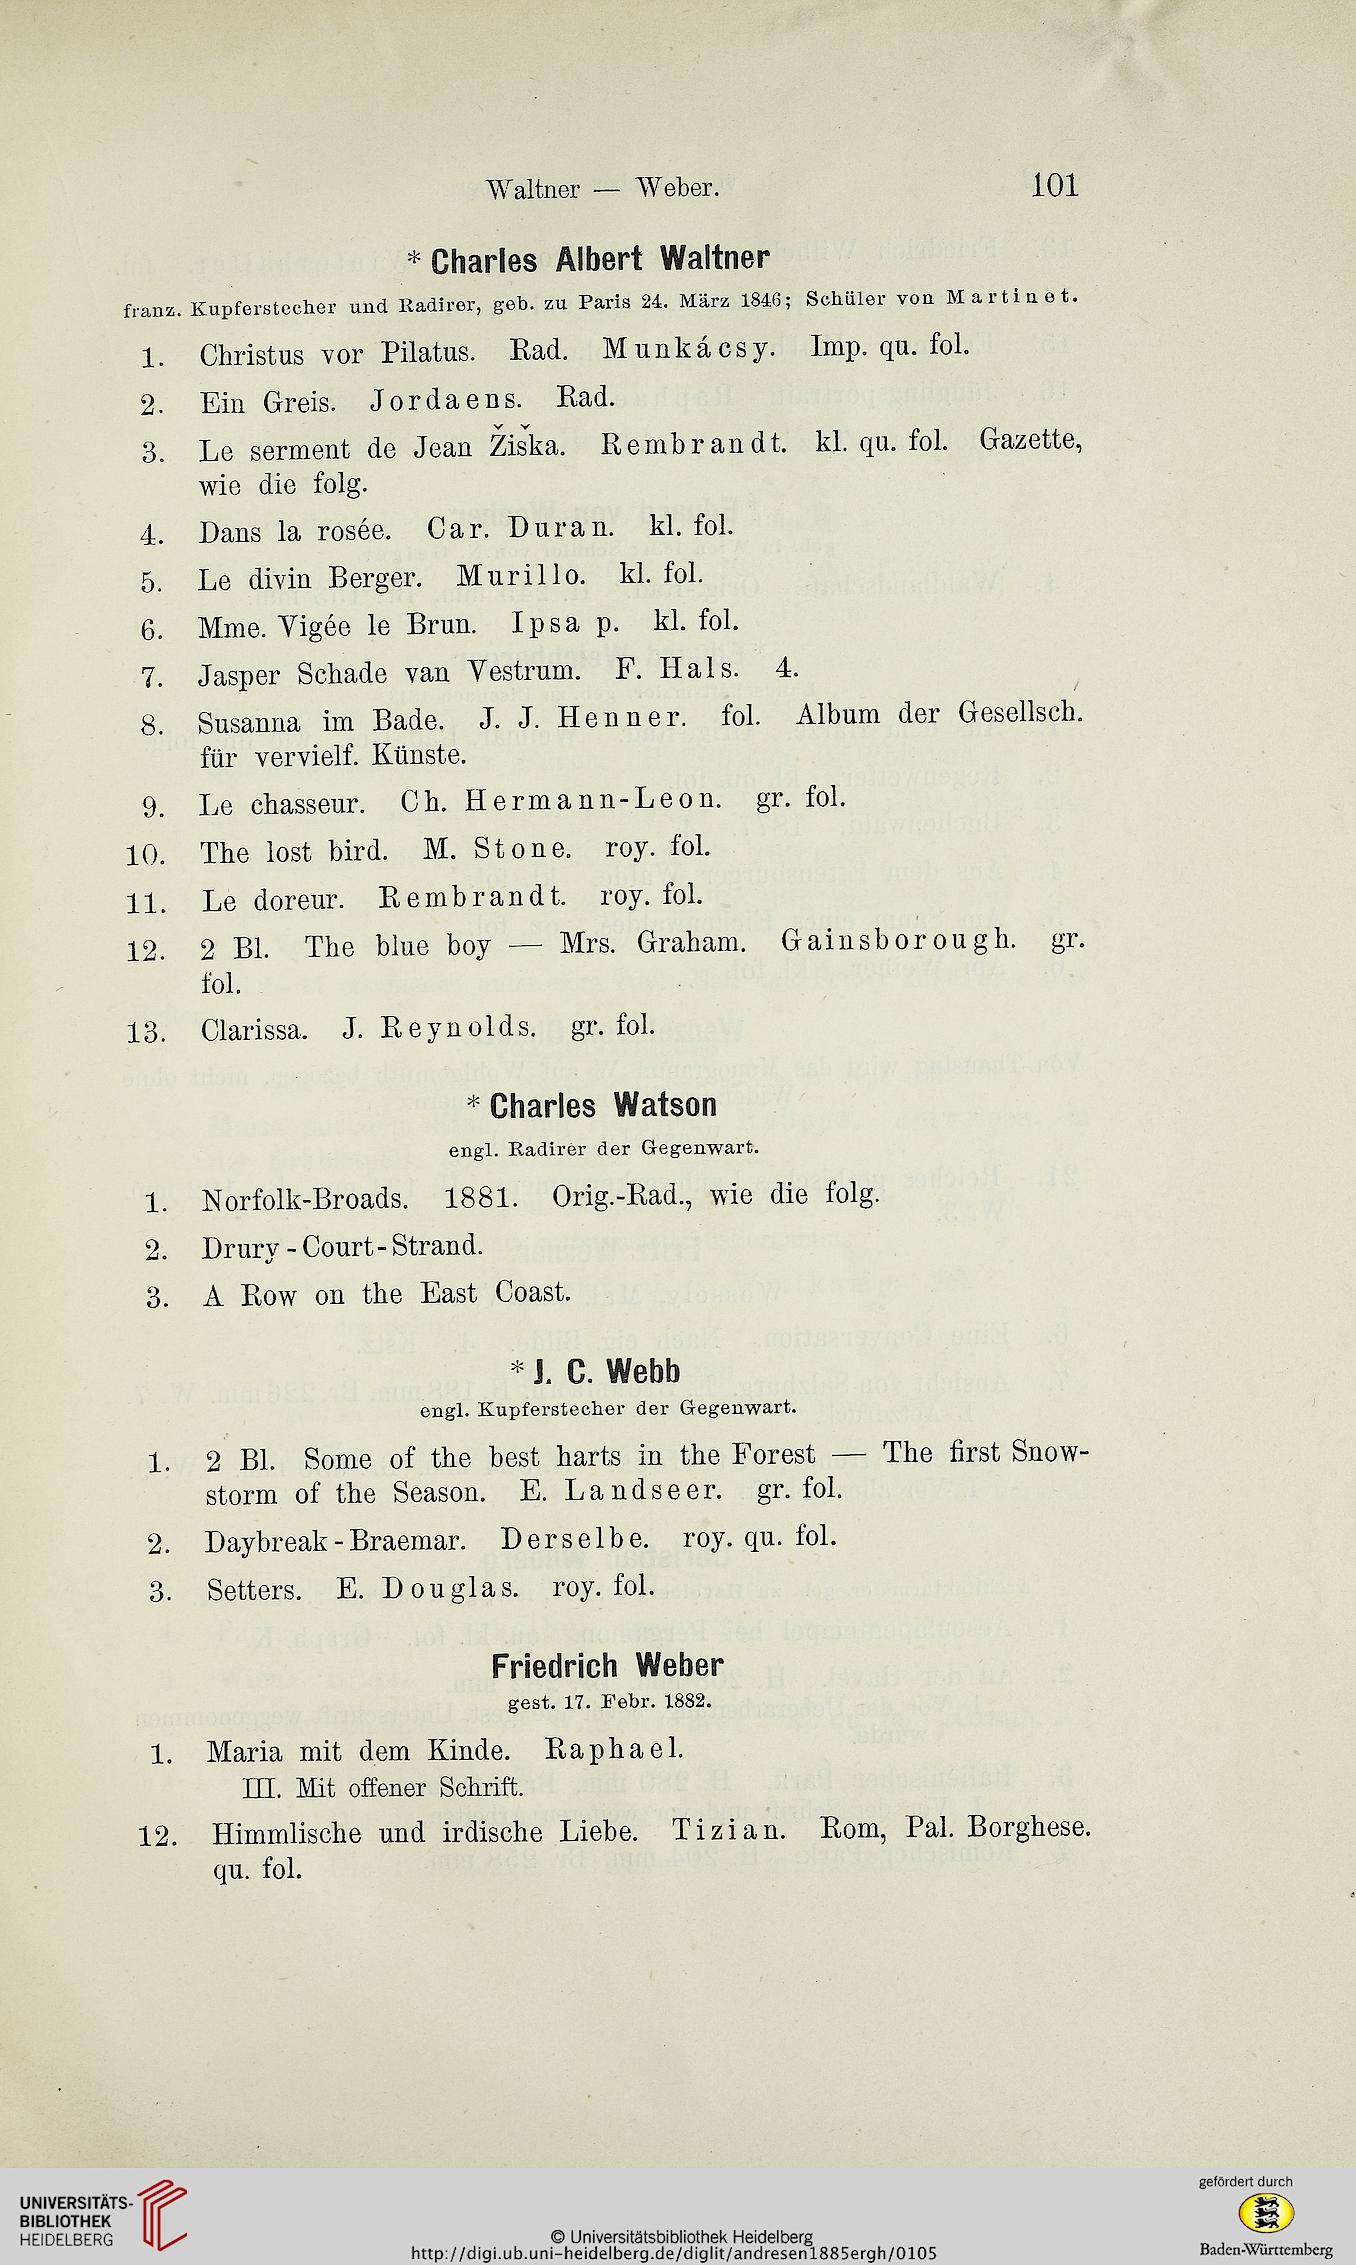 Waltner — Weber. 101
* Charles Albert Waltner
franz. Kupferstecher und Radirer, geb. zu Paris 24. März 1846; Schüler von Martinet.
1. Christus vor Pilatus. Rad. Munkácsy. Imp. qu. fol.
2. Ein Greis. Jordaens. Rad.
3. Le serment de Jean Žiška. Rembrandt. kl. qu. fol. Gazette,
wie die folg.
4. Dans la rosée. Car. Duran. kl. fol.
5. Le divin Berger. Murillo. kl. fol.
6. Mme. Vigée le Brun. Ipsa p. kl. fol.
7. Jasper Schade van Vestrum. F. Hals. 4.
8. Susanna im Bade. J. J. Henner. fol. Album der Gesellsch.
für vervielf. Künste.
9. Le chasseur. Ch. Hermann-Leon. gr. fol.
10. The lost bird. M. Stone. roy. fol.
11. Le doreur. Rembrandt. roy. fol.
12. 2 Bl. The blue boy — Mrs. Graham. Gainsborough. gr.
fol.
13. Clarissa. J. Reynolds. gr. fol.
* Charles Watson
engl. Radirer der Gegenwart.
1. Norfolk-Broads. 1881. Orig.-Rad., wie die folg.
2. Drury-Court-Strand.
3. A Row on the East Coast.
* J. C. Webb
engl. Kupferstecher der Gegenwart.
1. 2 Bl. Some of the best harts in the Forest — The first Snow-
storm of the Season. E. Landseer. gr. fol.
2. Daybreak-Braemar. Derselbe. roy. qu. fol.
3. Setters. E. Douglas. roy. fol.
Friedrich Weber
gest. 17. Febr. 1882.
1. Maria mit dem Kinde. Raphael.
III. Mit offener Schrift.
12. Himmlische und irdische Liebe. Tizian. Rom, Pal. Borghese.
qu. fol.
UNIVERSITÄTS-
BIBLIOTHEK
HEIDELBERG
© Universitätsbibliothek Heidelberg
http://digi.ub.uni-heidelberg.de/diglit/andresen1885ergh/0105
gefördert durch
Baden-Württemberg